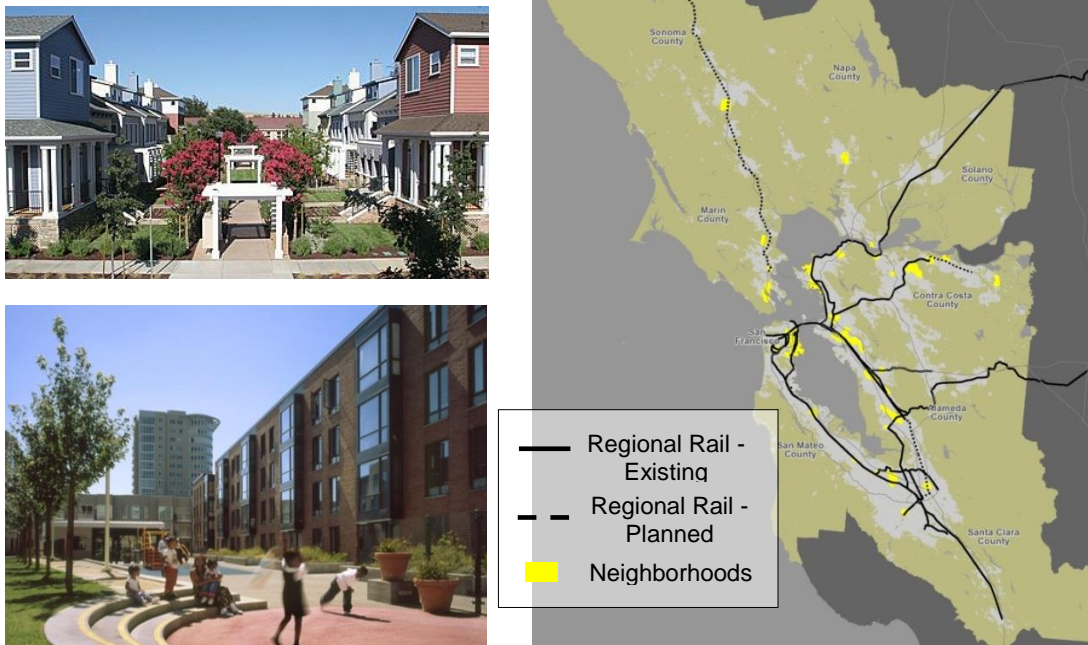 Sonoma
County
Napa
County
Solano
County
Marin
County
Contra Costa
County
San
Francisco
Alameda
County
San Mateo
County
Santa Clara
County
Regional Rail -
Existing
Regional Rail -
Planned
Neighborhoods